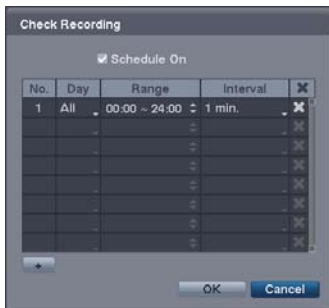 Check Recording
Schedule On
No. Day Range Interval
1 All 00:00 ~ 24:00 1 min.
+
OK Cancel